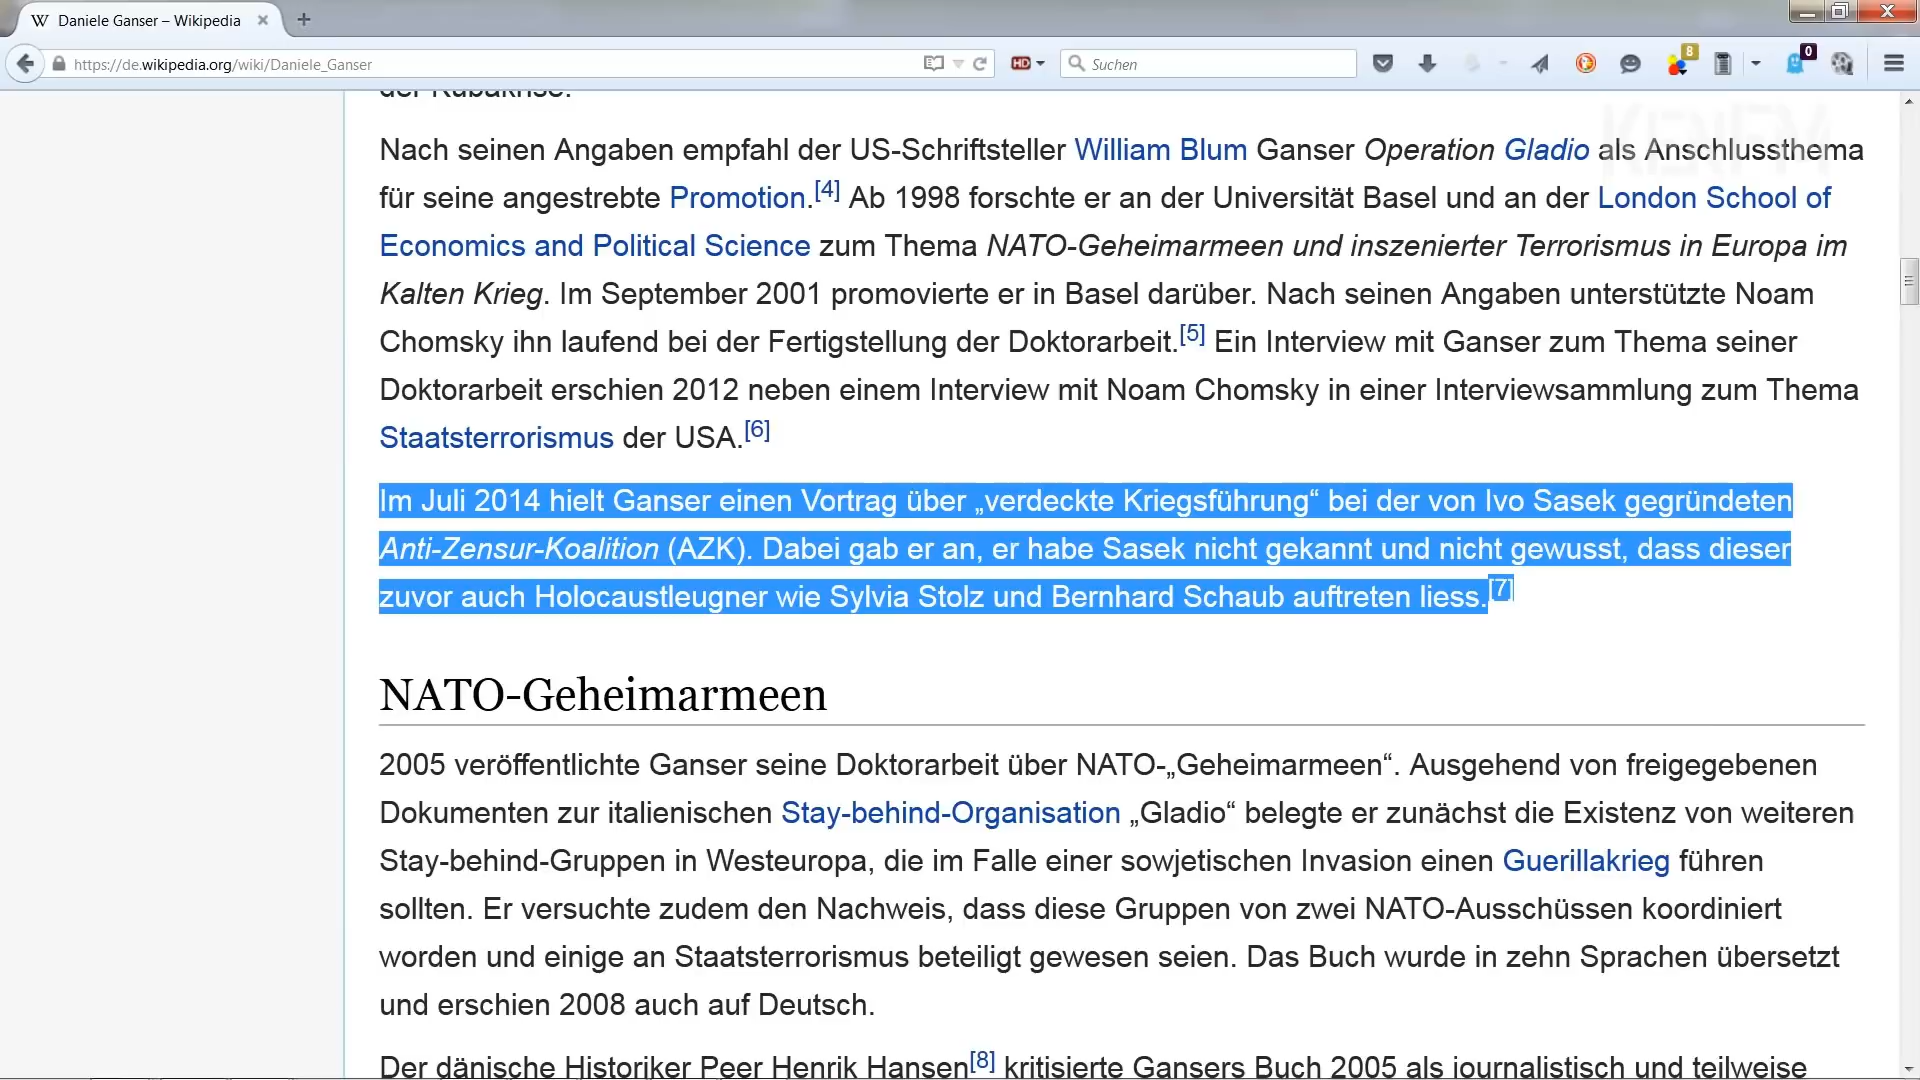 Daniele Ganser – Wikipedia
https://de.wikipedia.org/wiki/Daniele_Ganser
HD
Suchen
8
0
der Kubakrise.
KenFM
Nach seinen Angaben empfahl der US-Schriftsteller William Blum Ganser Operation Gladio als Anschlussthema
für seine angestrebte Promotion.[4] Ab 1998 forschte er an der Universität Basel und an der London School of
Economics and Political Science zum Thema NATO-Geheimarmeen und inszenierter Terrorismus in Europa im
Kalten Krieg. Im September 2001 promovierte er in Basel darüber. Nach seinen Angaben unterstützte Noam
Chomsky ihn laufend bei der Fertigstellung der Doktorarbeit.[5] Ein Interview mit Ganser zum Thema seiner
Doktorarbeit erschien 2012 neben einem Interview mit Noam Chomsky in einer Interviewsammlung zum Thema
Staatsterrorismus der USA.[6]
Im Juli 2014 hielt Ganser einen Vortrag über „verdeckte Kriegsführung“ bei der von Ivo Sasek gegründeten
Anti-Zensur-Koalition (AZK). Dabei gab er an, er habe Sasek nicht gekannt und nicht gewusst, dass dieser
zuvor auch Holocaustleugner wie Sylvia Stolz und Bernhard Schaub auftreten liess.[7]
NATO-Geheimarmeen
2005 veröffentlichte Ganser seine Doktorarbeit über NATO-„Geheimarmeen“. Ausgehend von freigegebenen
Dokumenten zur italienischen Stay-behind-Organisation „Gladio“ belegte er zunächst die Existenz von weiteren
Stay-behind-Gruppen in Westeuropa, die im Falle einer sowjetischen Invasion einen Guerillakrieg führen
sollten. Er versuchte zudem den Nachweis, dass diese Gruppen von zwei NATO-Ausschüssen koordiniert
worden und einige an Staatsterrorismus beteiligt gewesen seien. Das Buch wurde in zehn Sprachen übersetzt
und erschien 2008 auch auf Deutsch.
Der dänische Historiker Peer Henrik Hansen[8] kritisierte Gansers Buch 2005 als journalistisch und teilweise